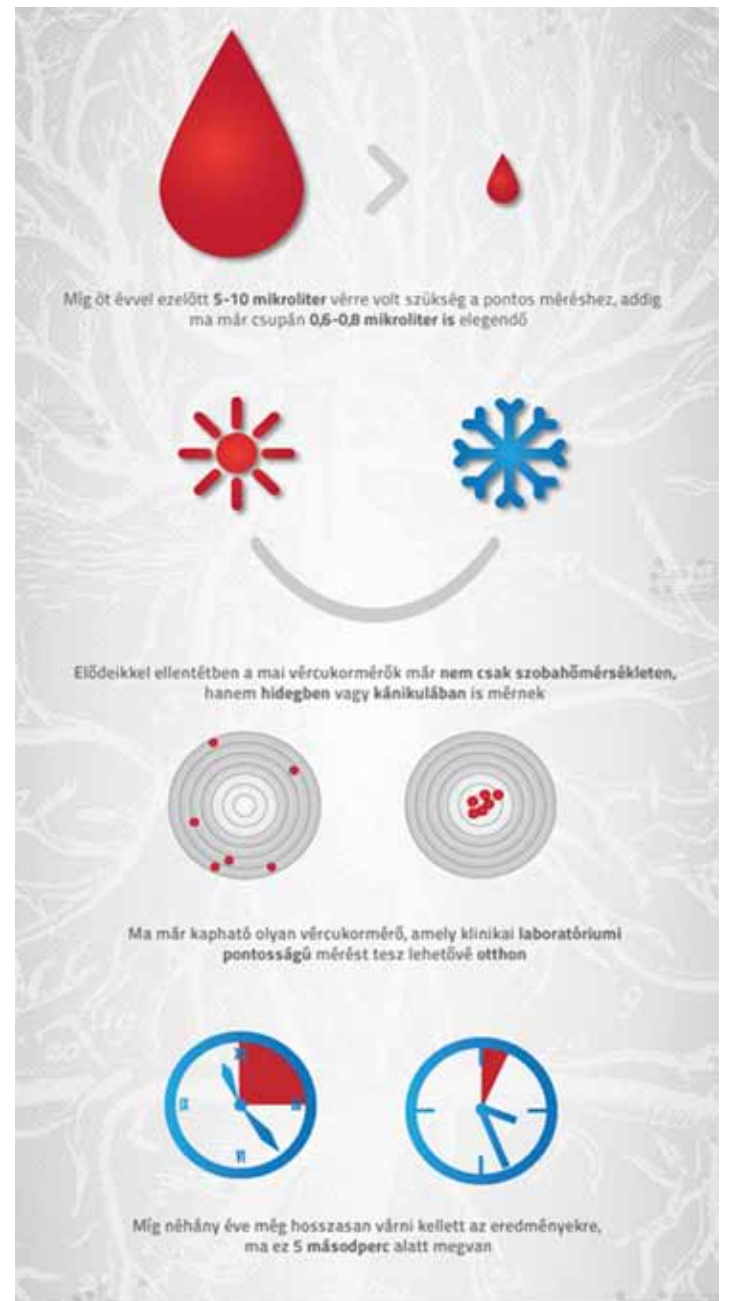 Míg öt évvel ezelőtt 5-10 mikroliter vérre volt szükség a pontos méréshez, addig
ma már csupán 0,6-0,8 mikroliter is elegendő
Elődeikkel ellentétben a mai vércukormérők már nem csak szobahőmérsékleten,
hanem hidegben vagy kánikulában is mérnek
Ma már kapható olyan vércukormérő, amely klinikai laboratóriumi
pontosságú mérést tesz lehetővé otthon
VI
Míg néhány éve még hosszasan várni kellett az eredményekre,
ma ez 5 másodperc alatt megvan